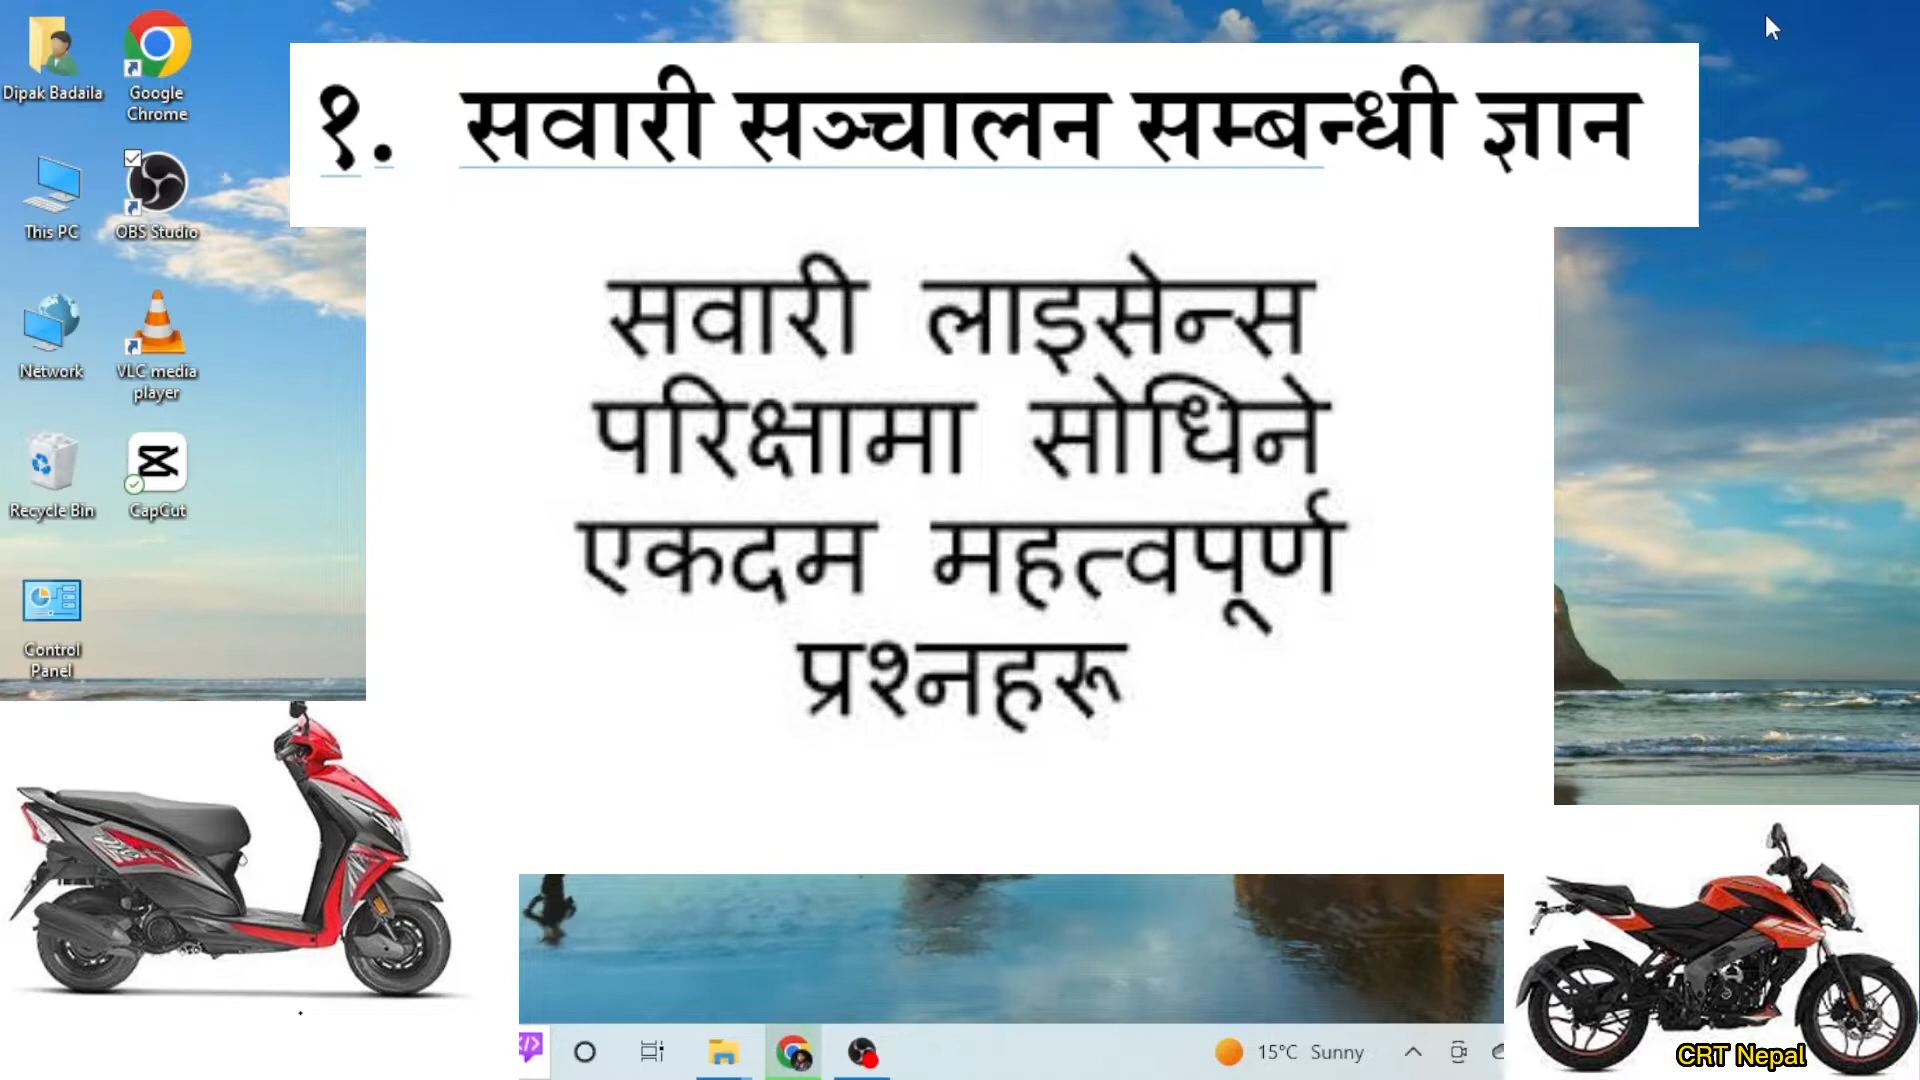 १. सवारी सञ्चालन सम्बन्धी ज्ञान
सवारी लाइसेन्स
परिक्षामा सोधिने
एकदम महत्वपूर्ण
प्रश्नहरू
Dipak Badaila
Google
Chrome
This PC
OBS Studio
Network
VLC media
player
Recycle Bin
CapCut
Control
Panel
15°C Sunny
CRT Nepal